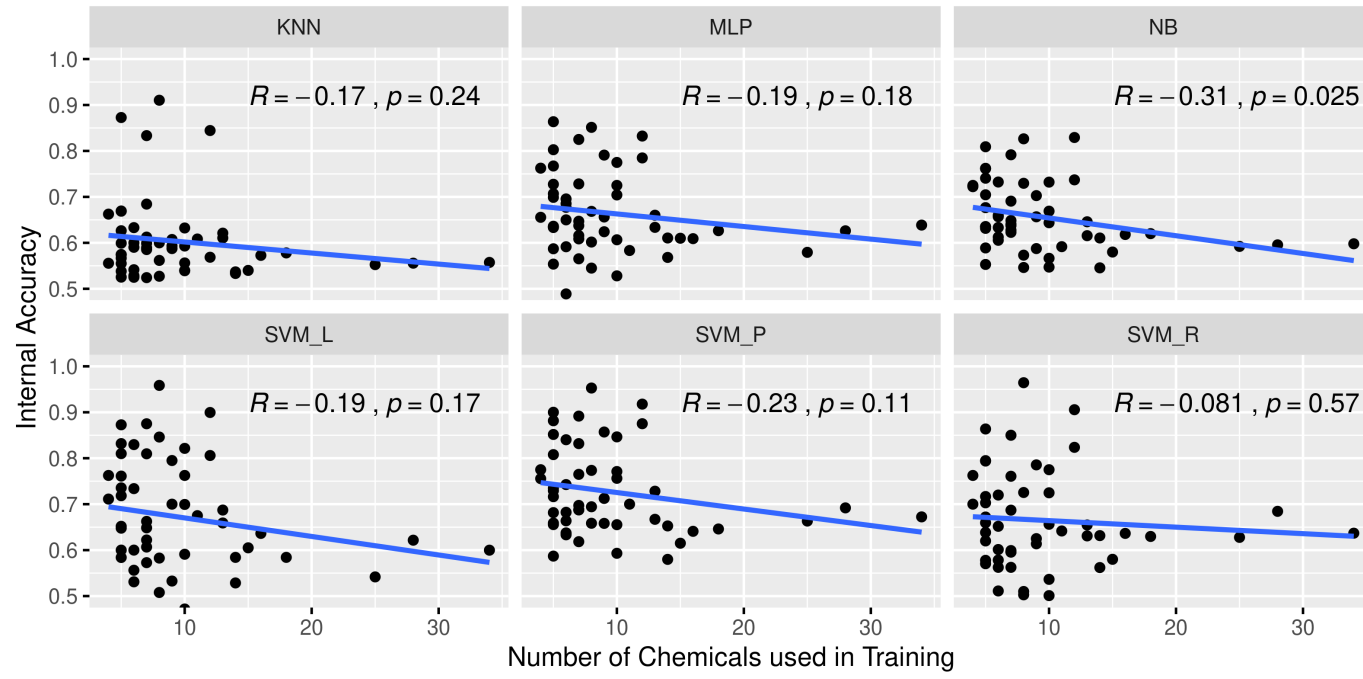 KNN MLP NB
R = −0.17 , p = 0.24 R = −0.19 , p = 0.18 R = −0.31 , p = 0.025
1.0
0.9
0.8
0.7
0.6
0.5
SVM_L SVM_P SVM_R
R = −0.19 , p = 0.17 R = −0.23 , p = 0.11 R = −0.081 , p = 0.57
1.0
0.9
0.8
0.7
0.6
0.5
10 20 30 10 20 30 10 20 30
Internal Accuracy
Number of Chemicals used in Training